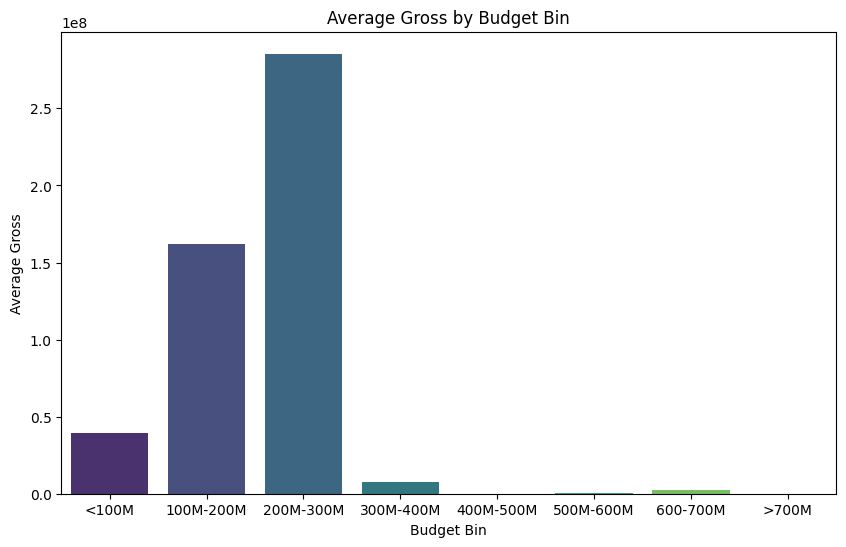 Average Gross by Budget Bin
1e8
2.5
2.0
1.5
1.0
0.5
0.0
Average Gross
<100M 100M-200M 200M-300M 300M-400M 400M-500M 500M-600M 600-700M >700M
Budget Bin